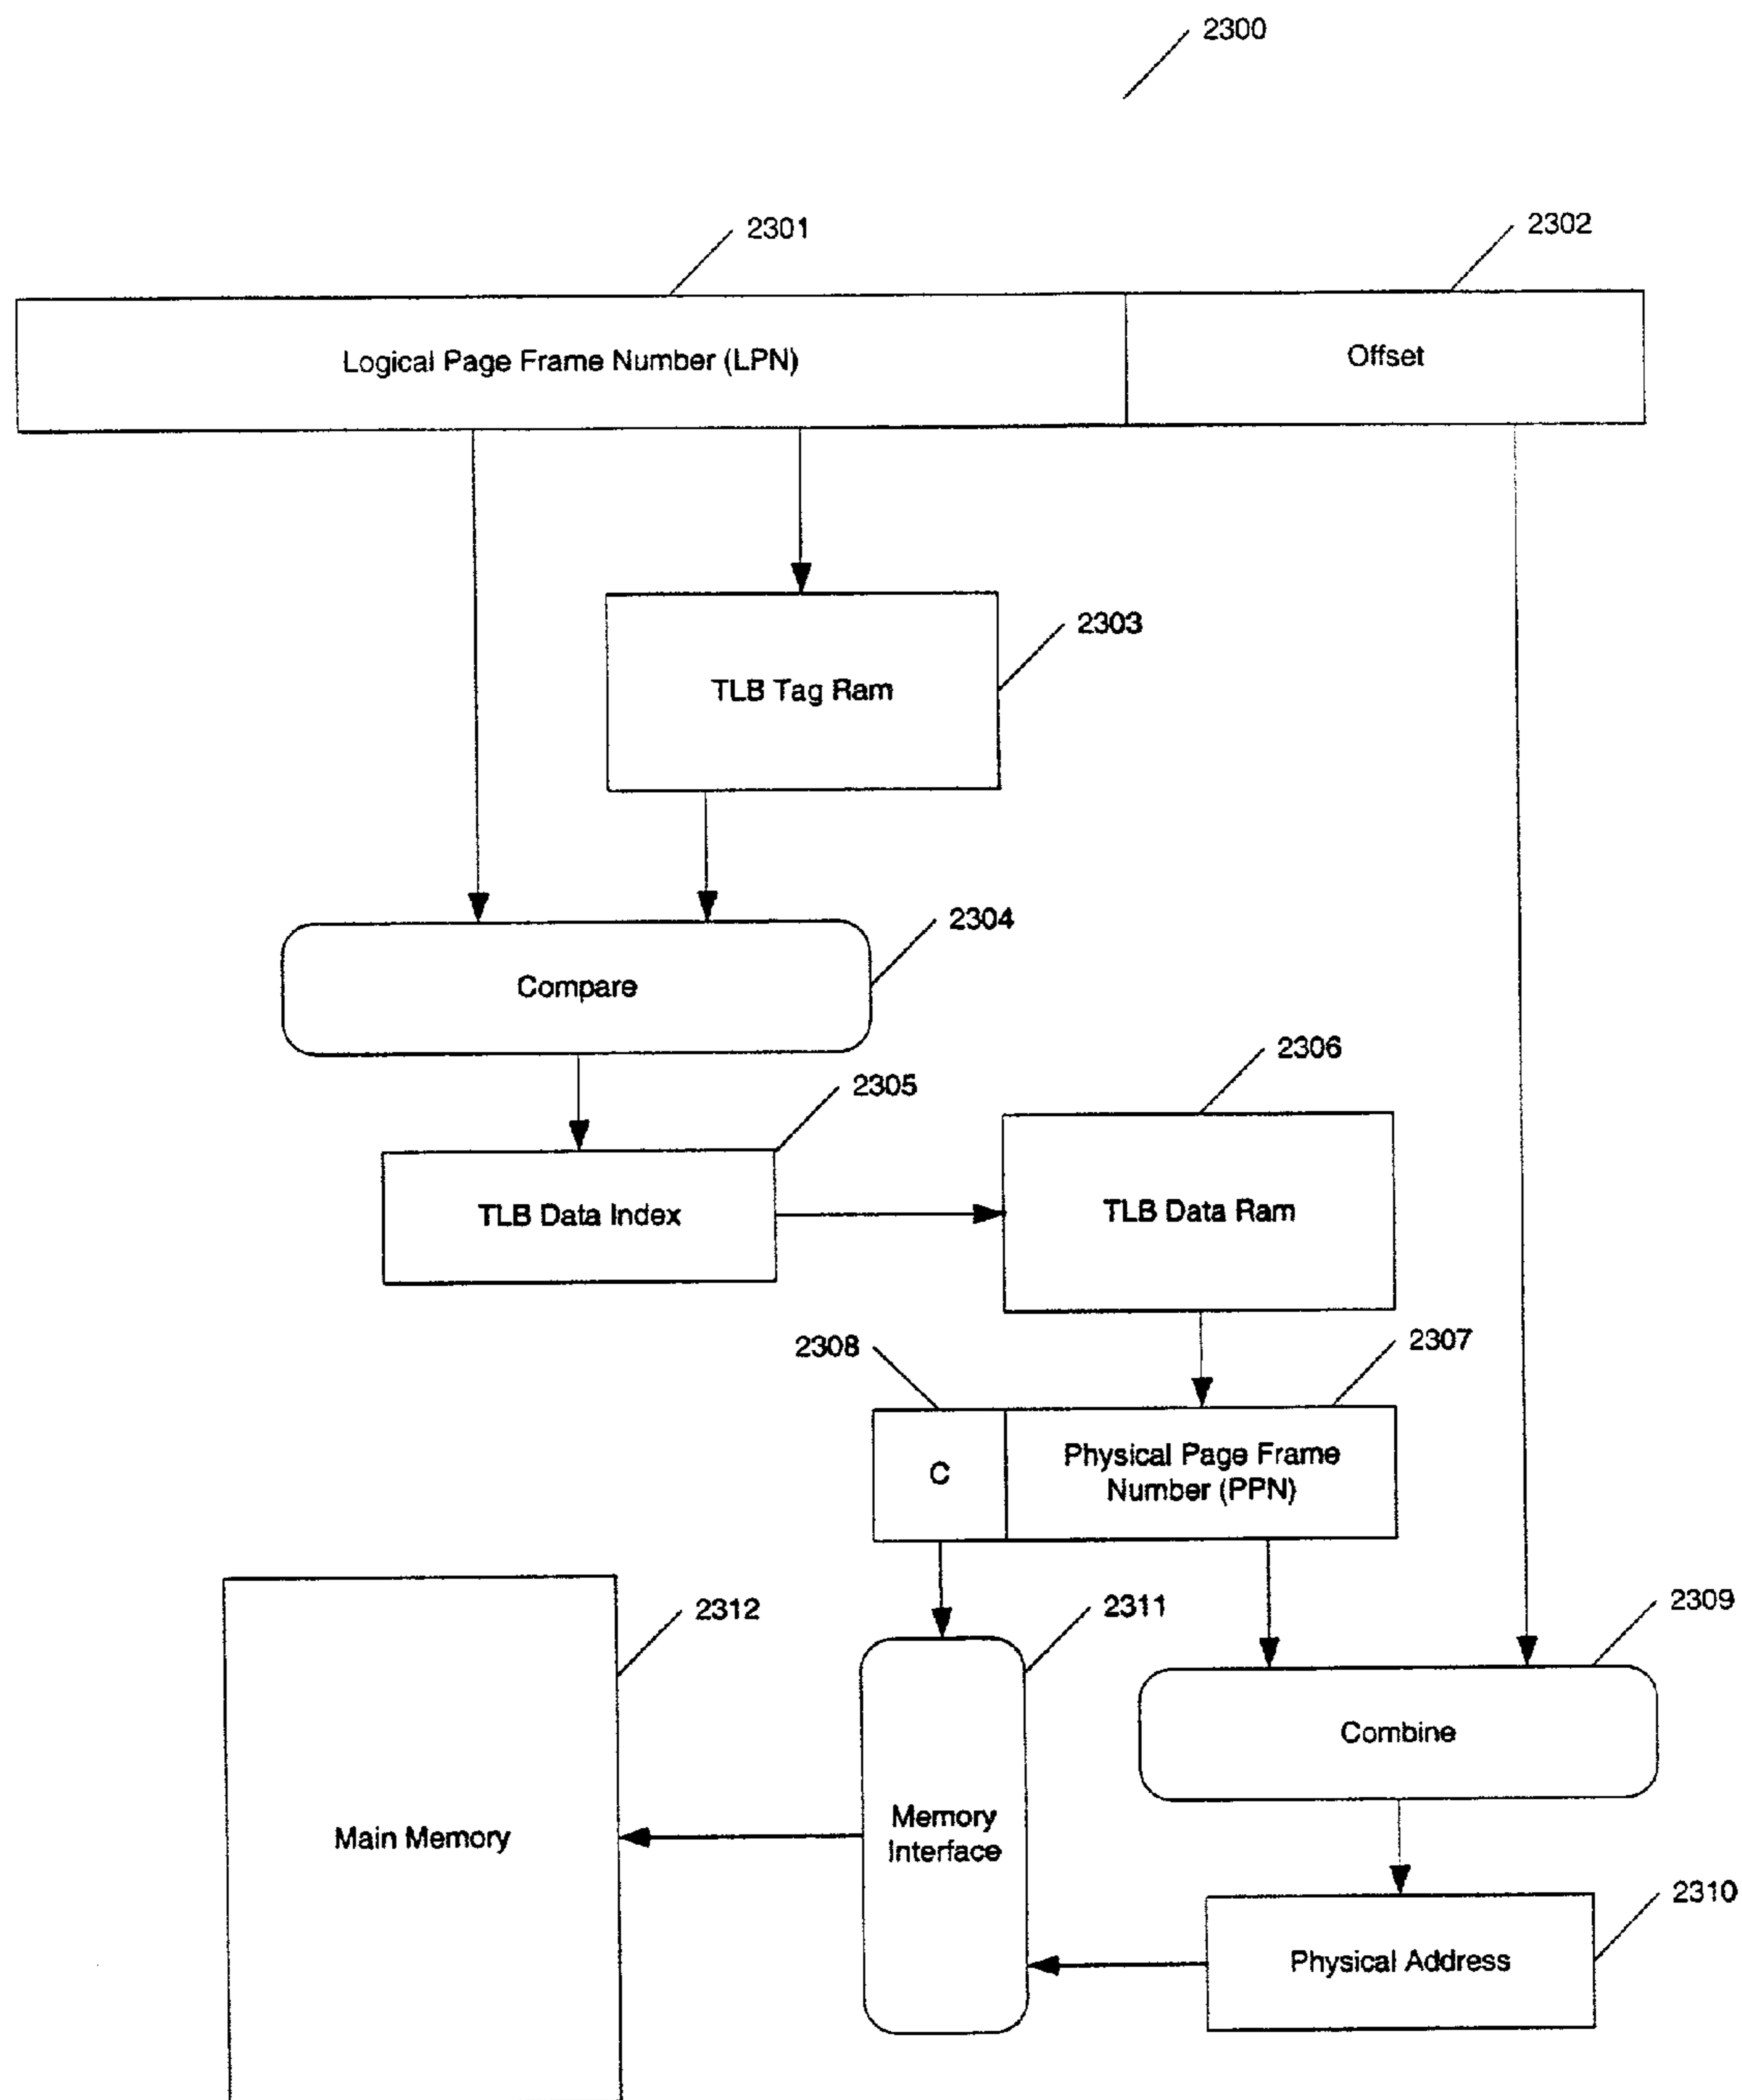 2300
2301
2302
Logical Page Frame Number (LPN)
Offset
2303
TLB Tag Ram
2304
Compare
2305
2306
TLB Data Index
TLB Data Ram
2308
2307
C
Physical Page Frame
Number (PPN)
2312
2311
2309
Combine
Main Memory
Memory
Interface
2310
Physical Address